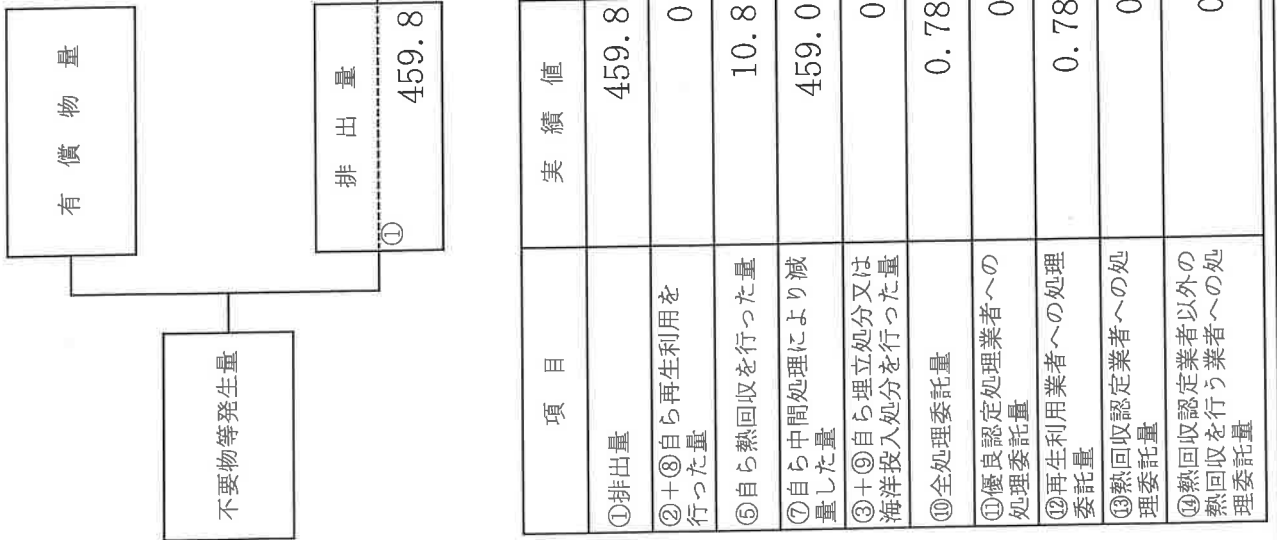 有償物量
不要物等発生量
排出量
①
459.8
項目
実績値
①排出量
459.8
②+⑧自ら再生利用を
行った量
0
⑤自ら熱回収を行った量
10.8
⑦自ら中間処理により減
量した量
459.0
③+⑨自ら埋立処分又は
海洋投入処分を行った量
0
⑩全処理委託量
0.78
⑪優良認定処理業者への
処理委託量
0
⑫再生利用業者への処理
委託量
0.78
⑬熱回収認定業者への処
理委託量
0
⑭熱回収認定業者以外の
熱回収を行う業者への処
理委託量
0